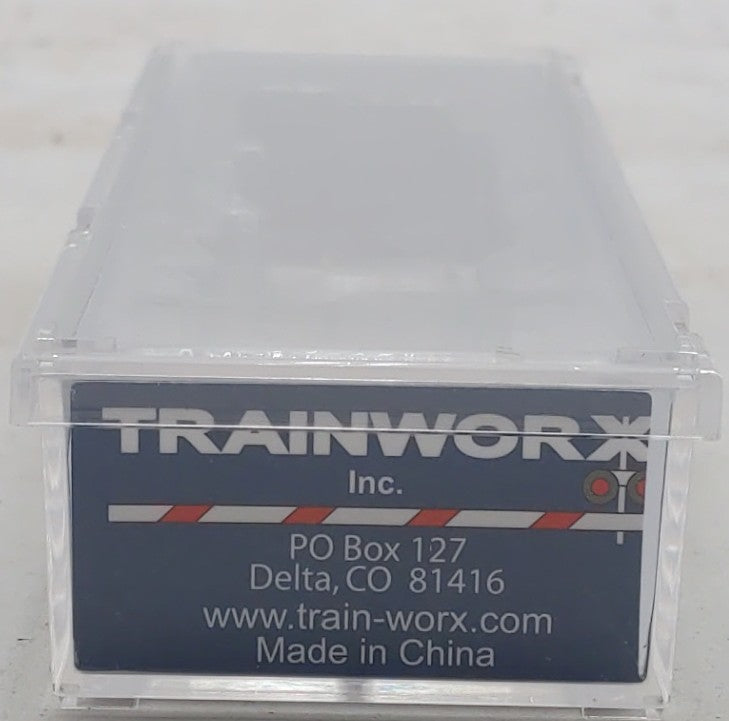 TRAINWORX
Inc.
PO Box 127
Delta, CO 81416
www.train-worx.com
Made in China